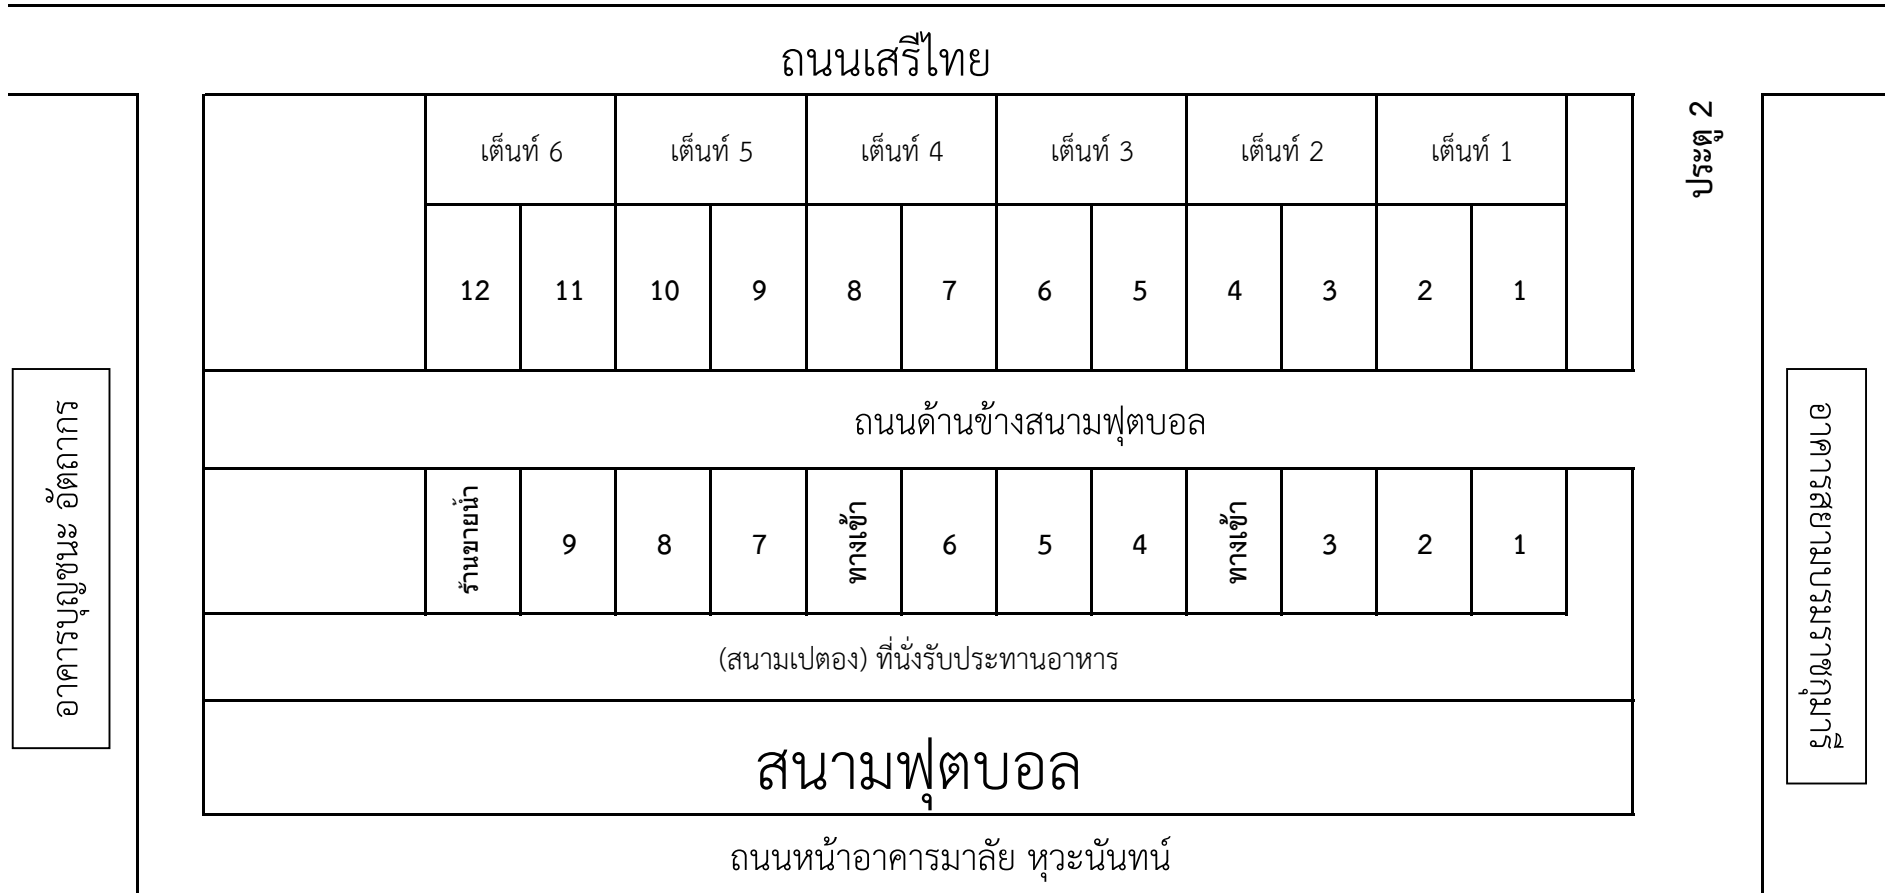 ถนนเสรีไทย
ประตู 2
เต็นท์ 6 เต็นท์ 5 เต็นท์ 4 เต็นท์ 3 เต็นท์ 2 เต็นท์ 1
12 11 10 9 8 7 6 5 4 3 2 1
ถนนด้านข้างสนามฟุตบอล
อาคารบุญชนะ อัตถากร
อาคารสยามบรมราชกุมารี
ร้านขายน้ำ 9 8 7 ทางเข้า 6 5 4 ทางเข้า 3 2 1
(สนามเปตอง) ที่นั่งรับประทานอาหาร
สนามฟุตบอล
ถนนหน้าอาคารมาลัย หุวะนันทน์